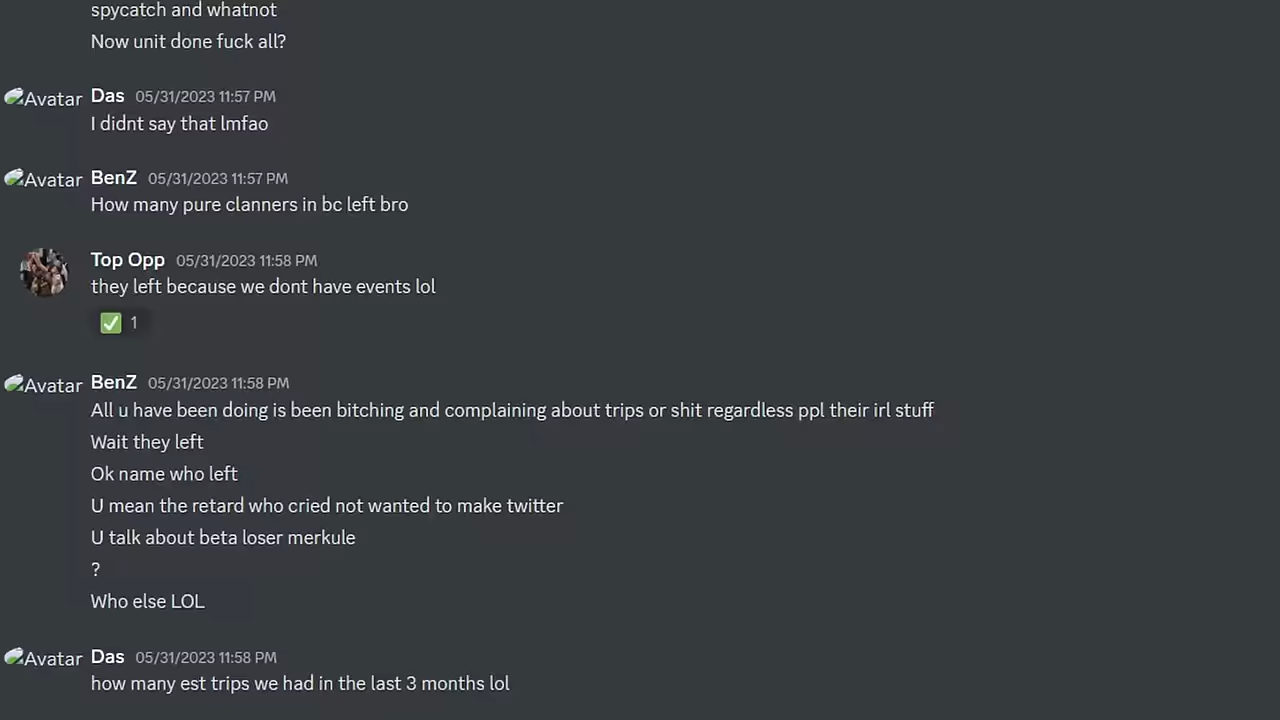 spycatch and whatnot
Now unit done fuck all?
Avatar Das 05/31/2023 11:57 PM
I didnt say that lmfao
Avatar BenZ 05/31/2023 11:57 PM
How many pure clanners in bc left bro
Top Opp 05/31/2023 11:58 PM
they left because we dont have events lol
✅ 1
Avatar BenZ 05/31/2023 11:58 PM
All u have been doing is been bitching and complaining about trips or shit regardless ppl their irl stuff
Wait they left
Ok name who left
U mean the retard who cried not wanted to make twitter
U talk about beta loser merkule
?
Who else LOL
Avatar Das 05/31/2023 11:58 PM
how many est trips we had in the last 3 months lol